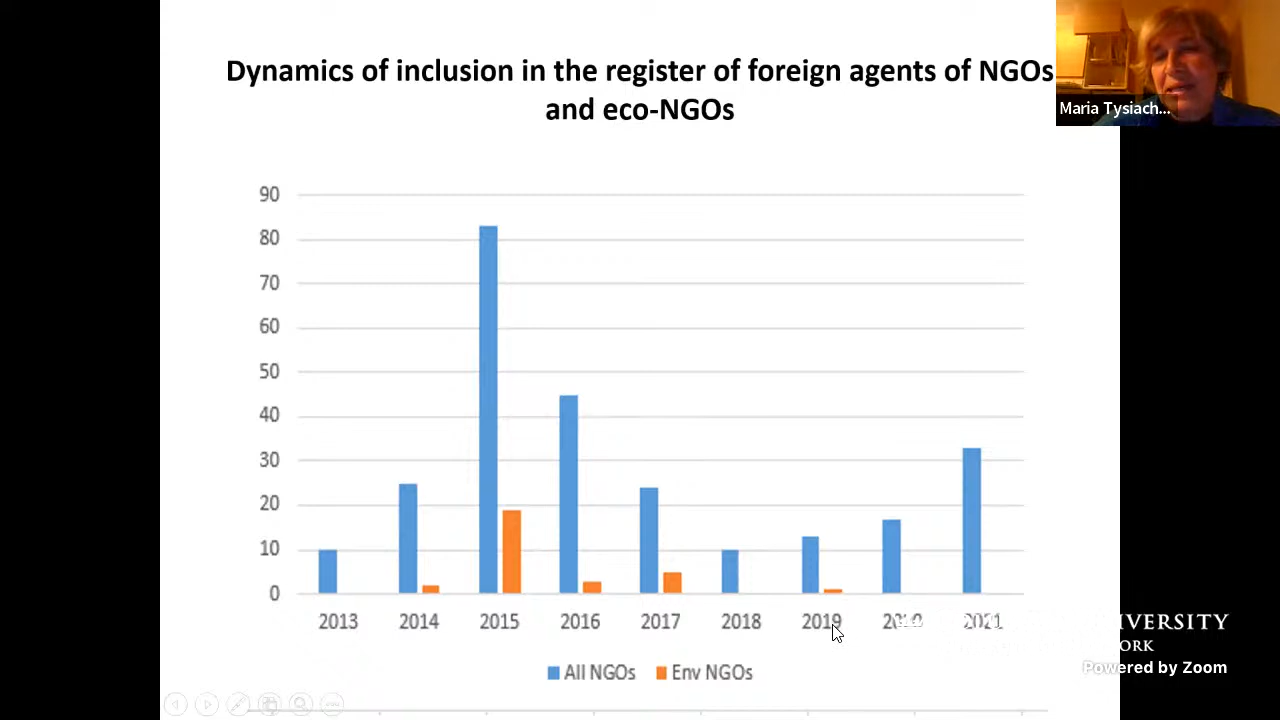 Dynamics of inclusion in the register of foreign agents of NGOs
and eco-NGOs
Maria Tysiach...
90
80
70
60
50
40
30
20
10
0
2013 2014 2015 2016 2017 2018 2019 2021
All NGOs Env NGOs
IVERSITY
ORK
Powered by Zoom